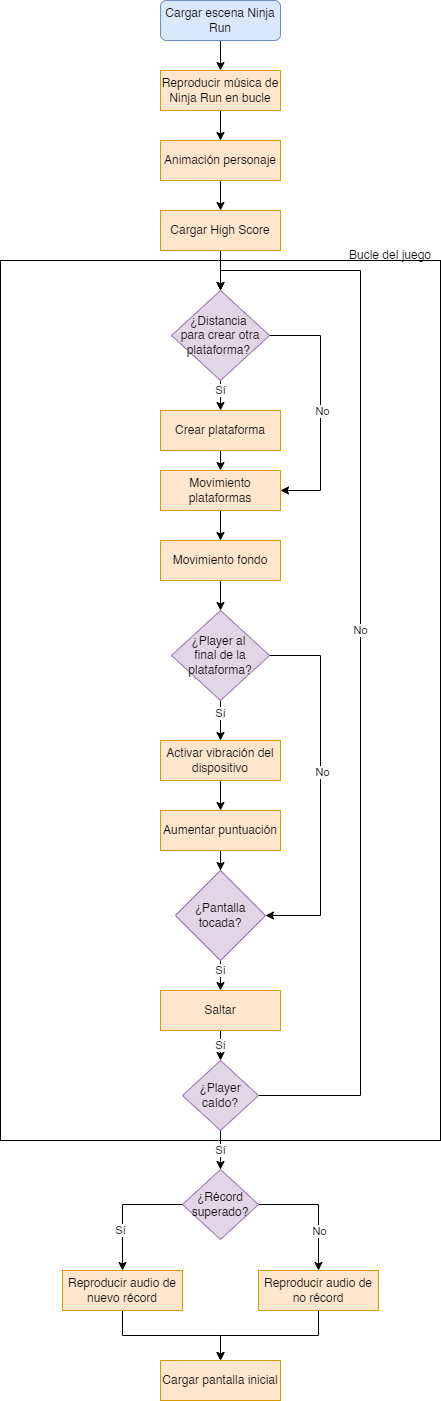 Cargar escena Ninja
Run
Reproducir música de
Ninja Run en bucle
Animación personaje
Cargar High Score
Bucle del juego
¿Distancia
para crear otra
plataforma?
Sí
No
Crear plataforma
Movimiento
plataformas
Movimiento fondo
¿Player al
final de la
plataforma?
No
Sí
Activar vibración del
dispositivo
No
Aumentar puntuación
¿Pantalla
tocada?
Sí
Saltar
Sí
¿Player
caído?
Sí
¿Récord
superado?
Sí
No
Reproducir audio de
nuevo récord
Reproducir audio de
no récord
Cargar pantalla inicial